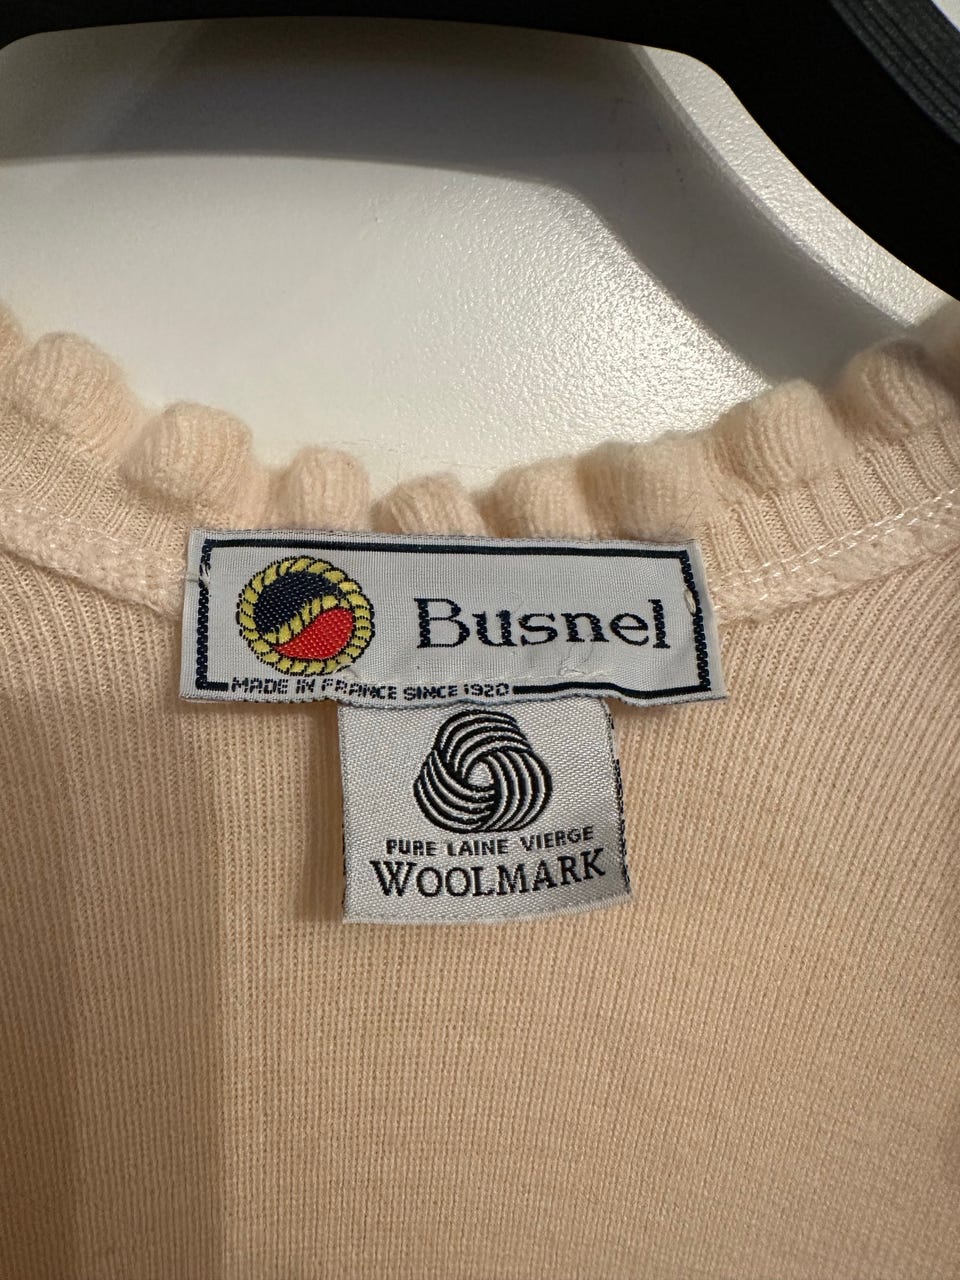 Busnel
MADE IN FRANCE SINCE 1920
PURE LAINE VIERGE
WOOLMARK